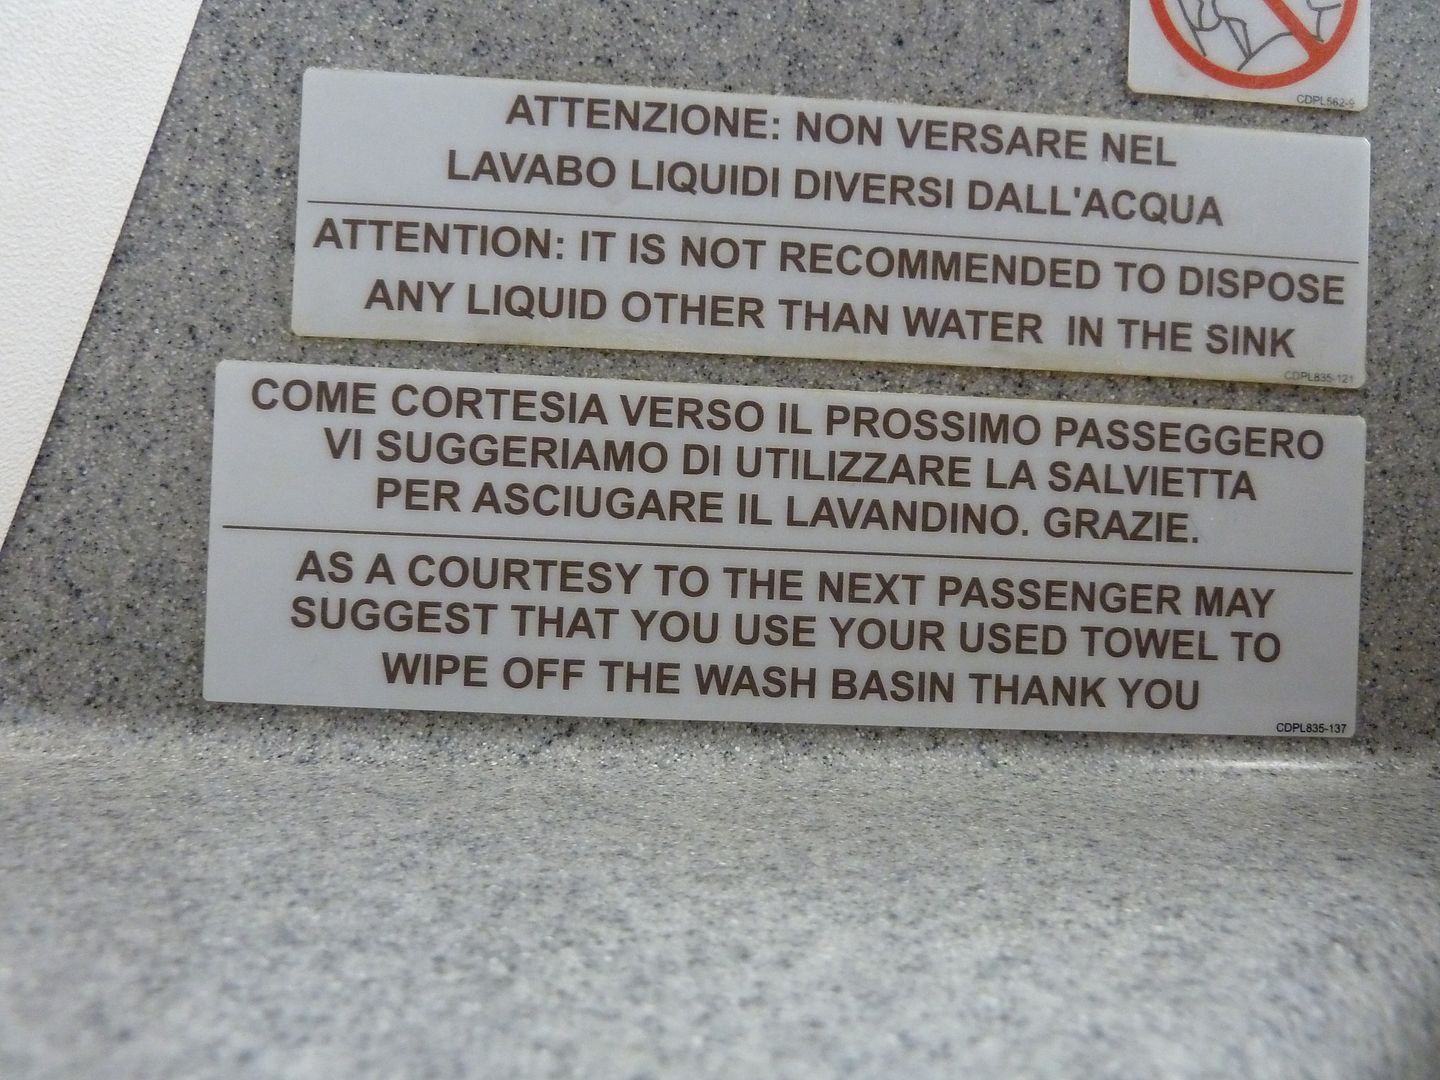 CDPL562-9
ATTENZIONE: NON VERSARE NEL
LAVABO LIQUIDI DIVERSI DALL'ACQUA
ATTENTION: IT IS NOT RECOMMENDED TO DISPOSE
ANY LIQUID OTHER THAN WATER IN THE SINK
CDPL835-121
COME CORTESIA VERSO IL PROSSIMO PASSEGGERO
VI SUGGERIAMO DI UTILIZZARE LA SALVIETTA
PER ASCIUGARE IL LAVANDINO. GRAZIE.
AS A COURTESY TO THE NEXT PASSENGER MAY
SUGGEST THAT YOU USE YOUR USED TOWEL TO
WIPE OFF THE WASH BASIN THANK YOU
CDPL835-137